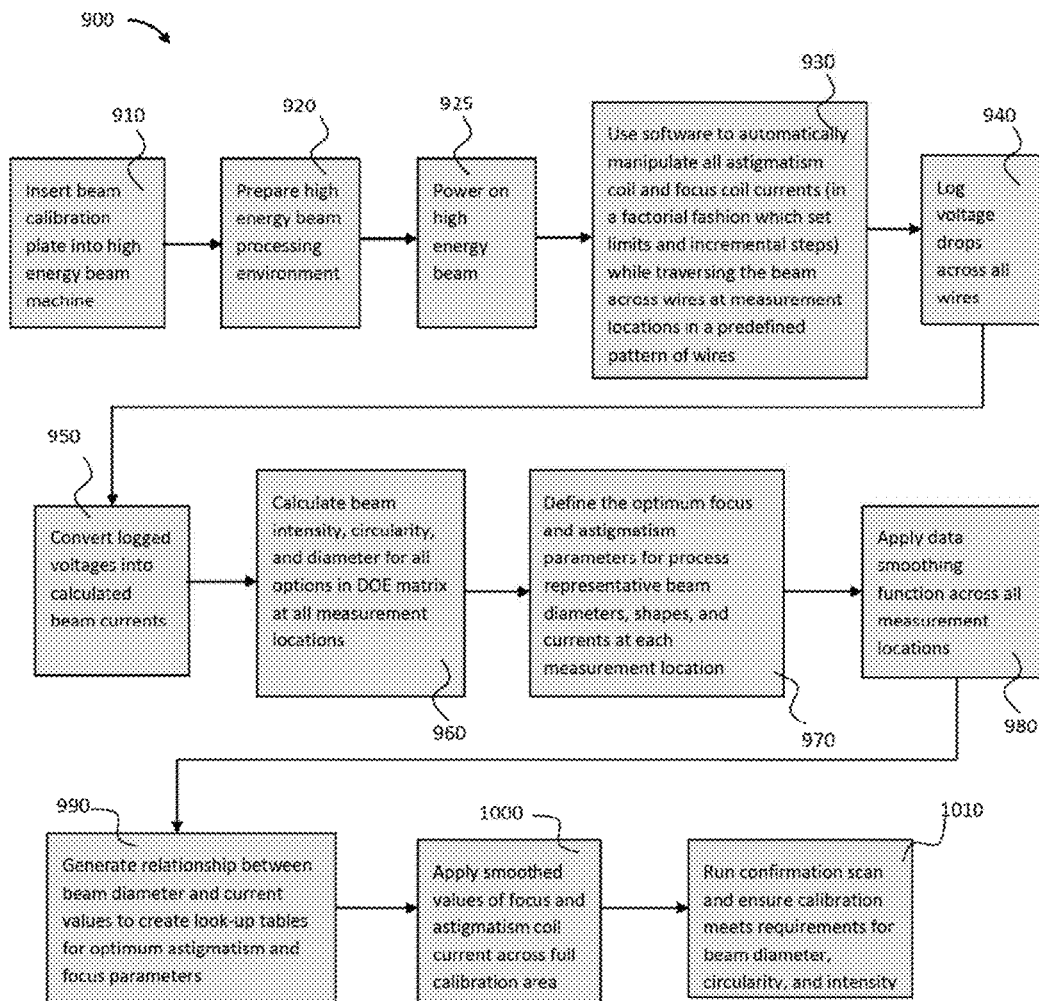 900
910
920
925
930
940
Insert beam
calibration
plate into high
energy beam
machine
Prepare high
energy beam
processing
environment
Power on
high
energy
beam
Use software to automatically
manipulate all astigmatism
coil and focus coil currents (in
a factorial fashion which set
limits and incremental steps)
while traversing the beam
across wires at measurement
locations in a predefined
pattern of wires
Log
voltage
drops
across all
wires
950
Convert logged
voltages into
calculated
beam currents
Calculate beam
intensity, circularity,
and diameter for all
options in DOE matrix
at all measurement
locations
960
Define the optimum focus
and astigmatism
parameters for process
representative beam
diameters, shapes, and
currents at each
measurement location
970
Apply data
smoothing
function across all
measurement
locations
980
990
Generate relationship between
beam diameter and current
values to create look-up tables
for optimum astigmatism and
focus parameters
1000
Apply smoothed
values of focus and
astigmatism coil
current across full
calibration area
1010
Run confirmation scan
and ensure calibration
meets requirements for
beam diameter,
circularity, and intensity